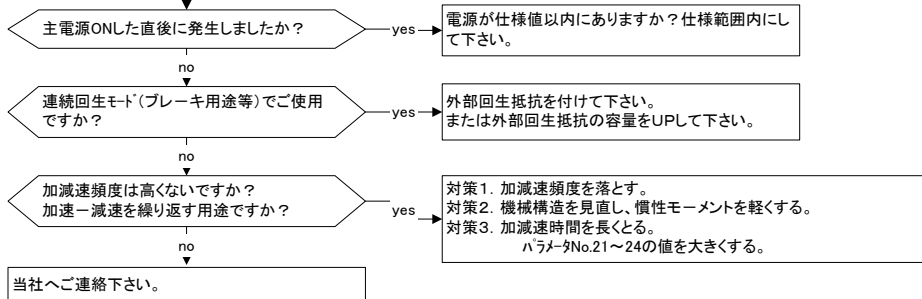 主電源ONした直後に発生しましたか？
yes
電源が仕様値以内にありますか？仕様範囲内にし
て下さい。
no
連続回生ﾓｰﾄﾞ(ブレーキ用途等)でご使用
ですか？
yes
外部回生抵抗を付けて下さい。
または外部回生抵抗の容量をUPして下さい。
no
加減速頻度は高くないですか？
加速－減速を繰り返す用途ですか？
yes
対策１．加減速頻度を落とす。
対策２．機械構造を見直し、慣性モーメントを軽くする。
対策３．加減速時間を長くとる。
ﾊﾟﾗﾒｰﾀNo.21～24の値を大きくする。
no
当社へご連絡下さい。